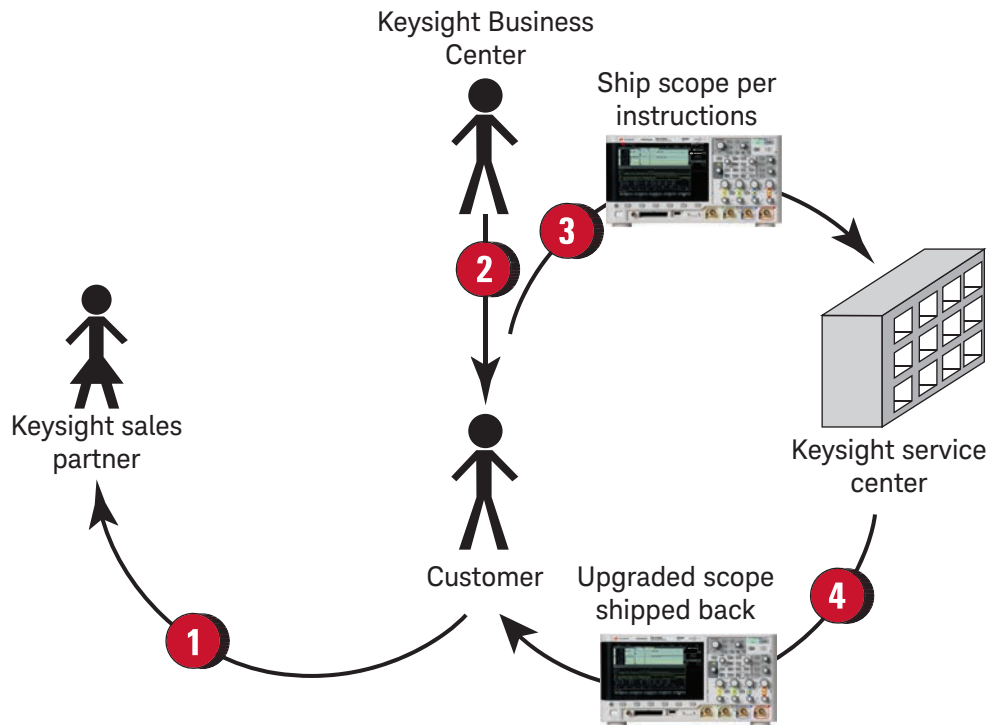 Keysight Business
Center
Ship scope per
instructions
3
2
Keysight sales
partner
Keysight service
center
Customer
Upgraded scope
shipped back
4
1